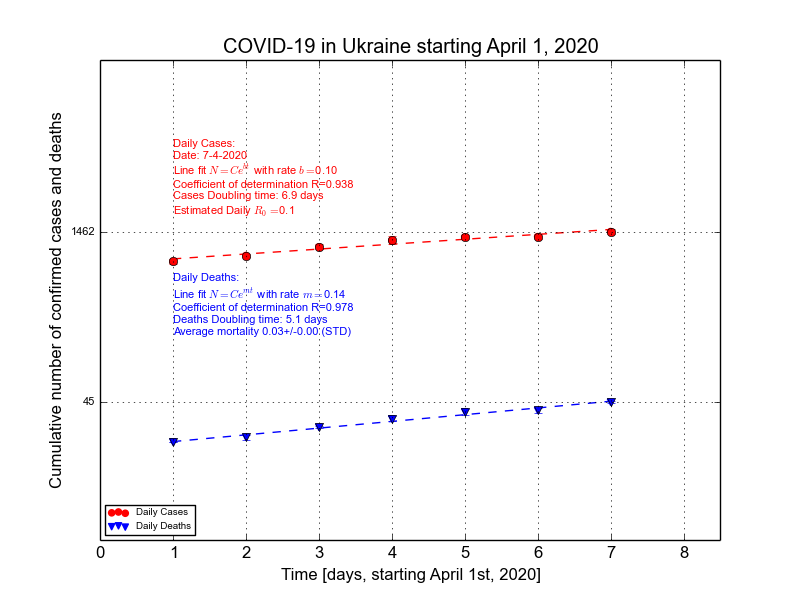 COVID-19 in Ukraine starting April 1, 2020
Cumulative number of confirmed cases and deaths
Daily Cases:
Date: 7-4-2020
Line fit N = Ce^{bt} with rate b = 0.10
Coefficient of determination R=0.938
Cases Doubling time: 6.9 days
Estimated Daily R_0 = 0.1
1462
Daily Deaths:
Line fit N = Ce^{mt} with rate m = 0.14
Coefficient of determination R=0.978
Deaths Doubling time: 5.1 days
Average mortality 0.03+/-0.00 (STD)
45
Daily Cases
Daily Deaths
0 1 2 3 4 5 6 7 8
Time [days, starting April 1st, 2020]